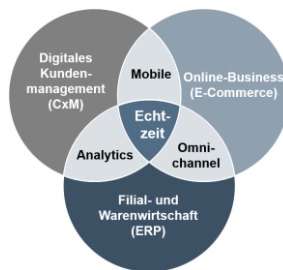 Digitales
Kunden-
management
(CxM)
Mobile
Online-Business
(E-Commerce)
Echt-
zeit
Analytics
Omni-
channel
Filial- und
Warenwirtschaft
(ERP)